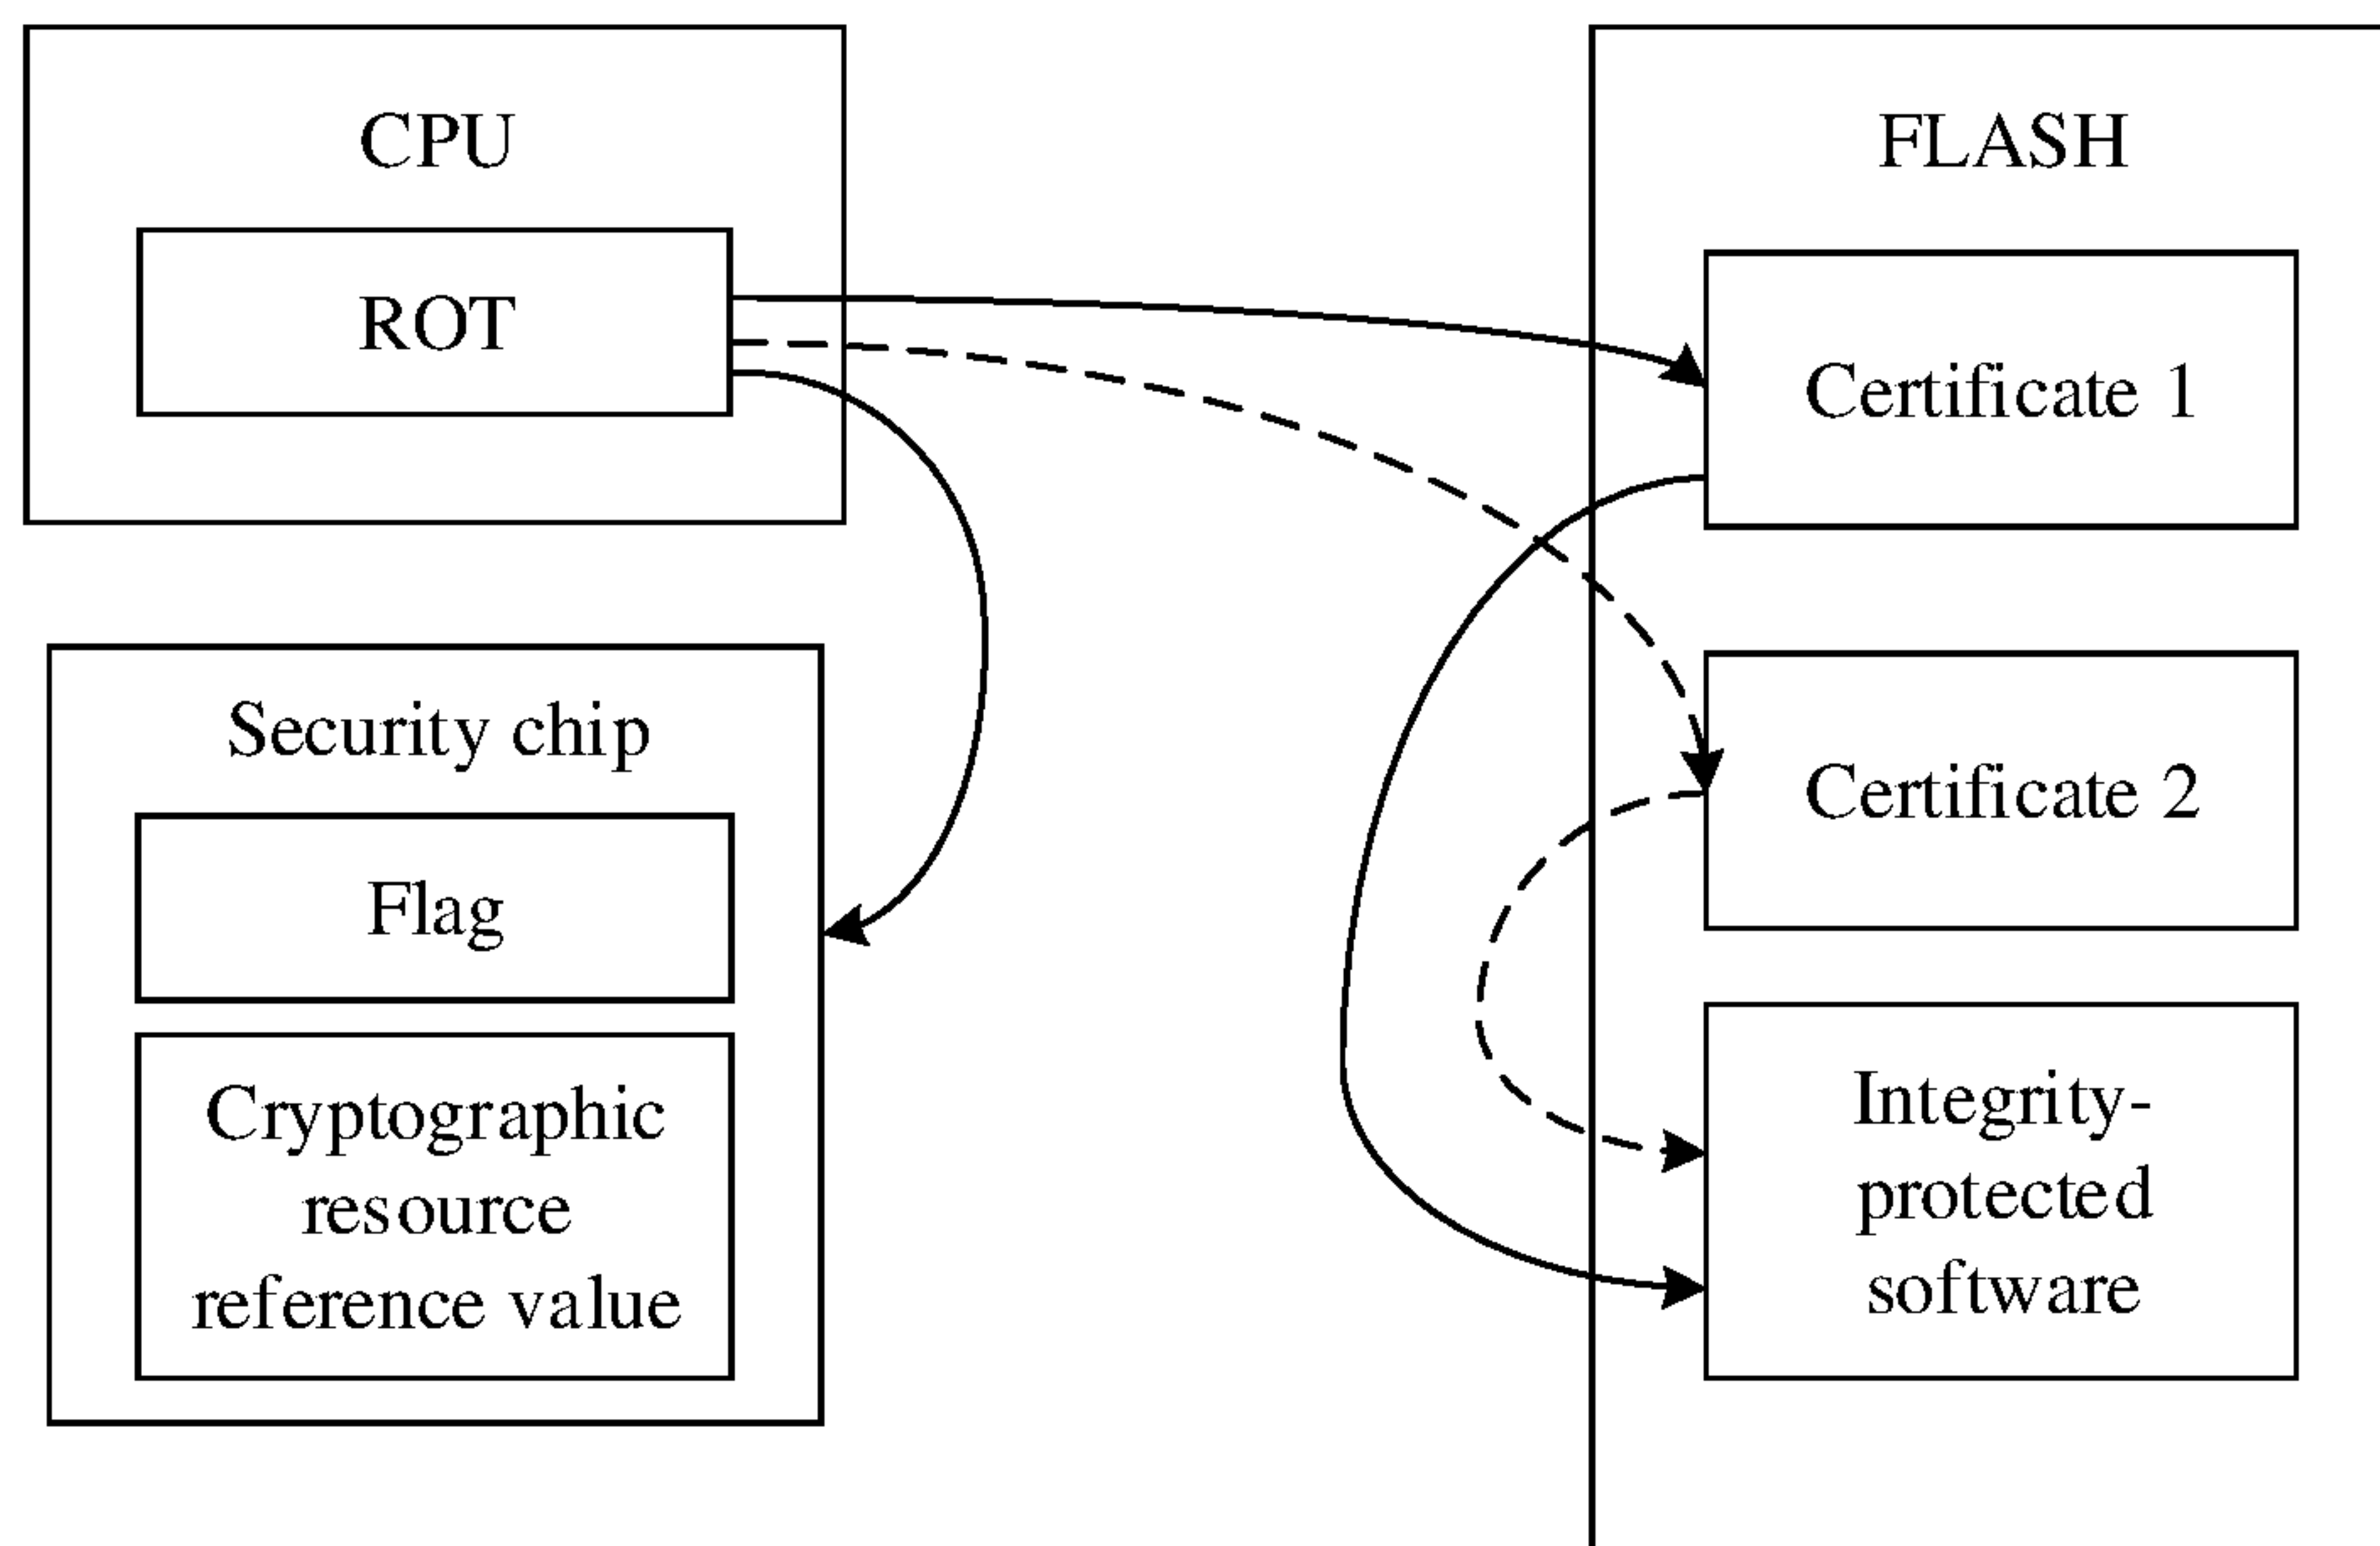 CPU
ROT
Security chip
Flag
Cryptographic
resource
reference value
FLASH
Certificate 1
Certificate 2
Integrity-
protected
software